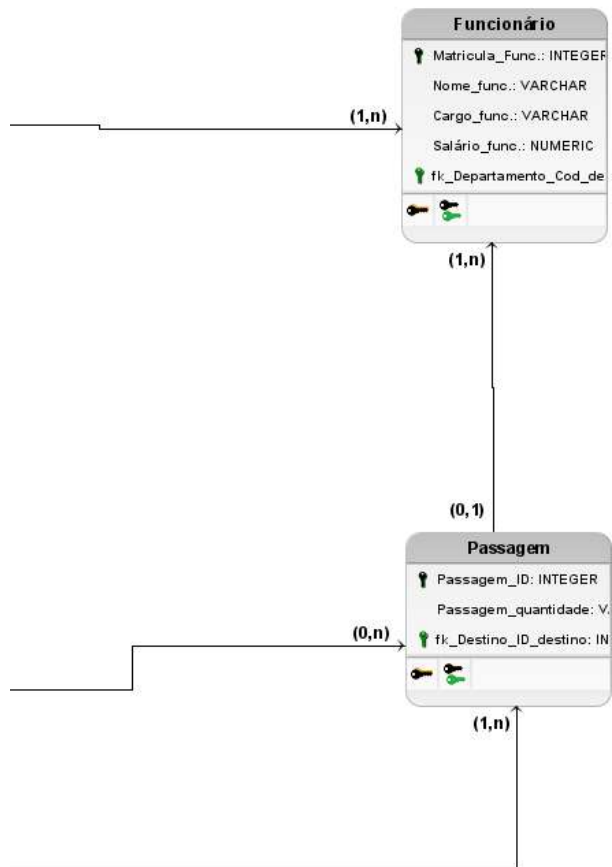 Funcionário
Matricula_Func.: INTEGER
Nome_func.: VARCHAR
(1,n)
Cargo_func.: VARCHAR
Salário_func.: NUMERIC
fk_Departamento_Cod_de
(1,n)
(0,1)
Passagem
Passagem_ID: INTEGER
Passagem_quantidade: V
(0,n)
fk_Destino_ID_destino: IN
(1,n)